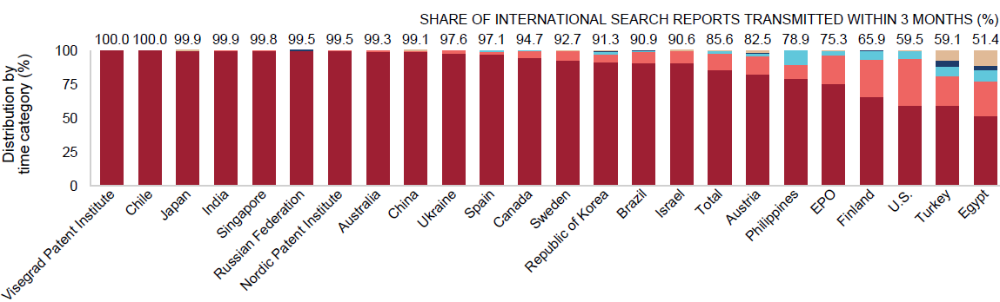 SHARE OF INTERNATIONAL SEARCH REPORTS TRANSMITTED WITHIN 3 MONTHS (%)
100.0 100.0 99.9 99.9 99.8 99.5 99.5 99.3 99.1 97.6 97.1 94.7 92.7 91.3 90.9 90.6 85.6 82.5 78.9 75.3 65.9 59.5 59.1 51.4
Distribution by
time category (%)
100
75
50
25
0
Visegrad Patent Institute
Chile
Japan
India
Singapore
Russian Federation
Nordic Patent Institute
Australia
China
Ukraine
Spain
Canada
Sweden
Republic of Korea
Brazil
Israel
Total
Austria
Philippines
EPO
Finland
U.S.
Turkey
Egypt